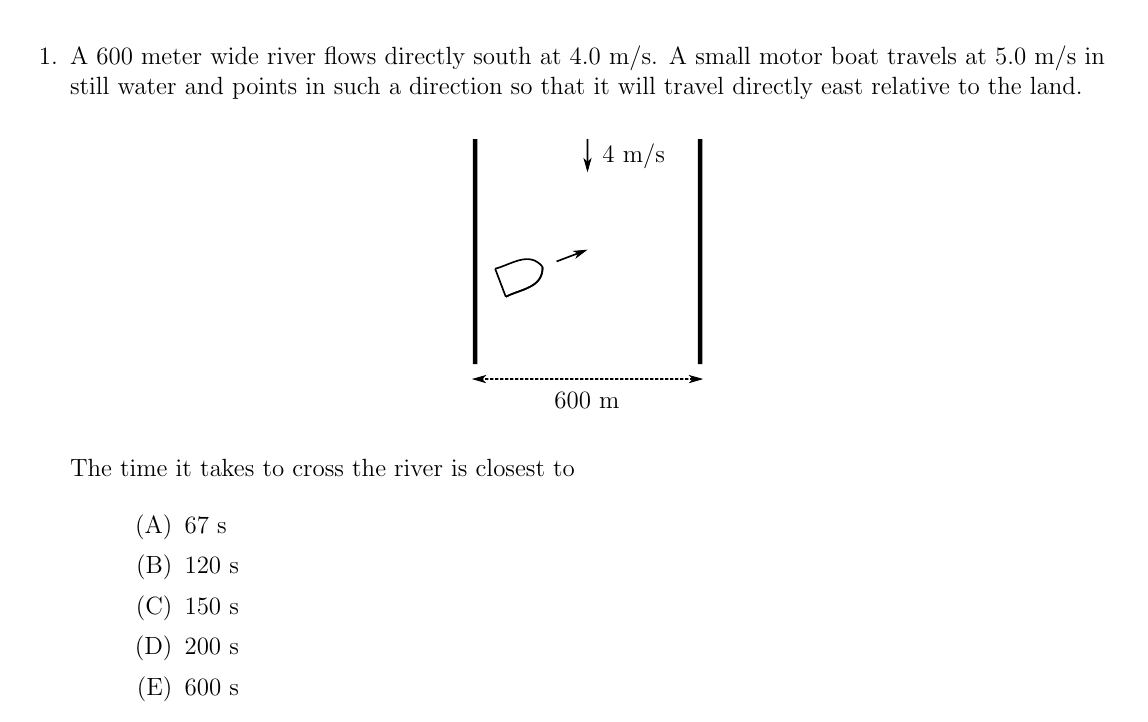 1. A 600 meter wide river flows directly south at 4.0 m/s. A small motor boat travels at 5.0 m/s in
still water and points in such a direction so that it will travel directly east relative to the land.
4 m/s
600 m
The time it takes to cross the river is closest to
(A) 67 s
(B) 120 s
(C) 150 s
(D) 200 s
(E) 600 s